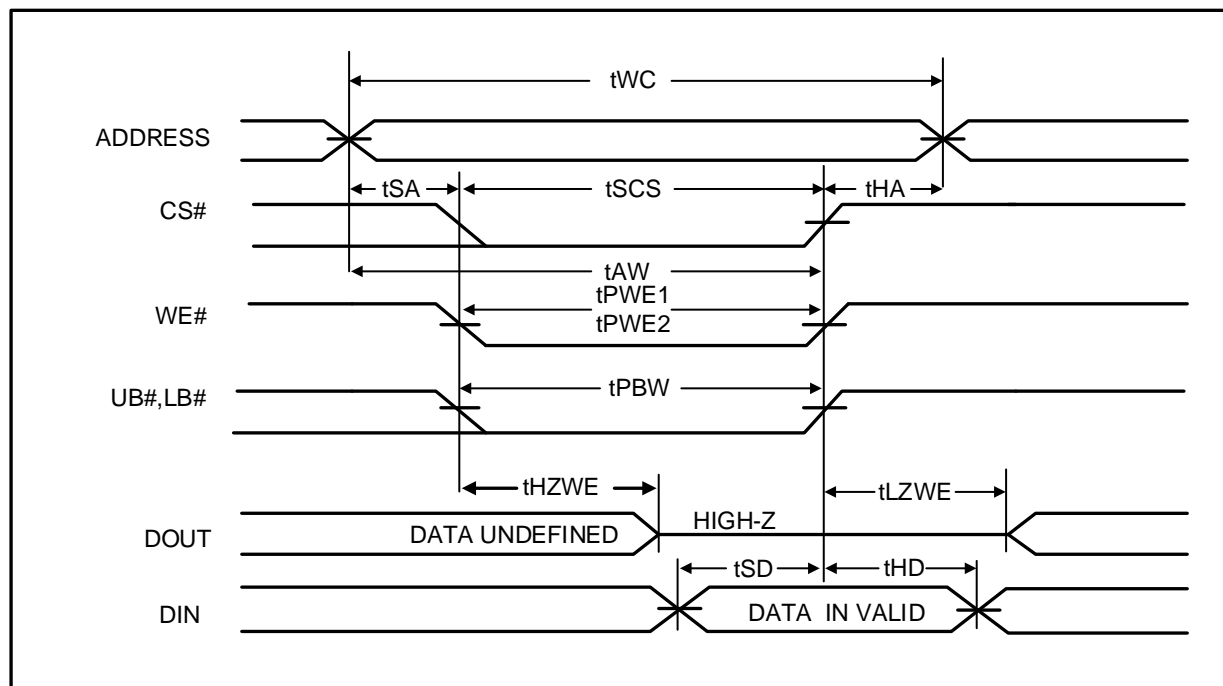 tWC
ADDRESS
tSA
tSCS
tHA
CS#
tAW
tPWE1
WE#
tPWE2
tPBW
UB#,LB#
tHZWE
tLZWE
DOUT
DATA UNDEFINED
HIGH-Z
tSD
tHD
DIN
DATA IN VALID